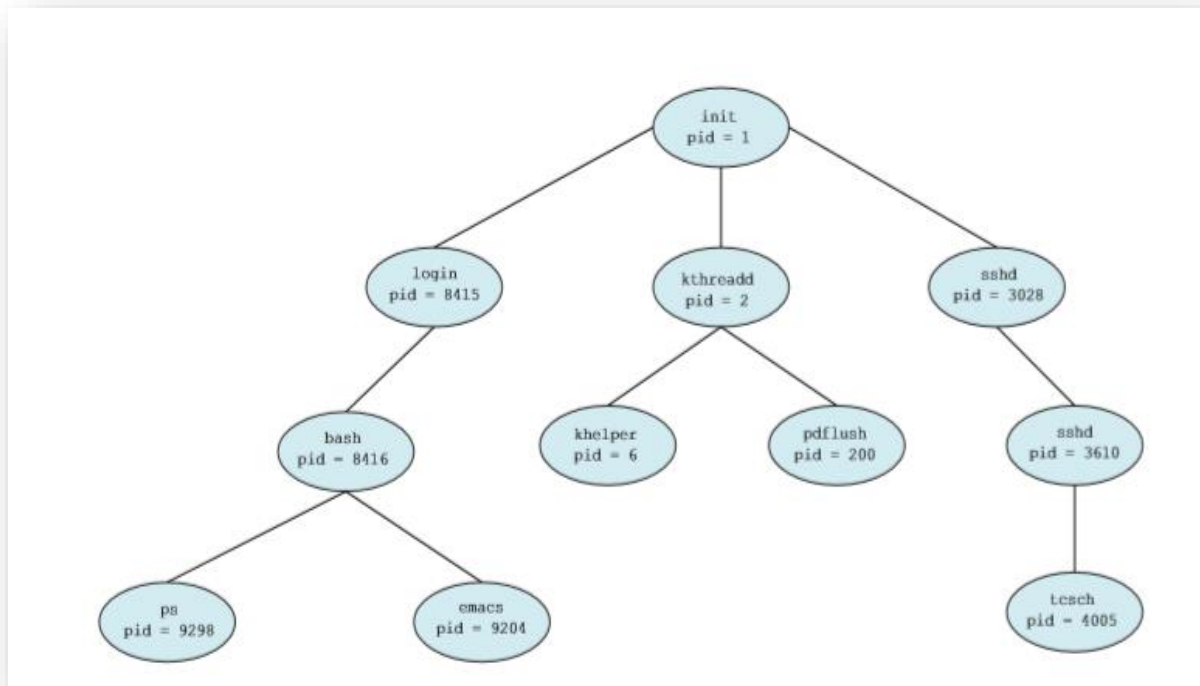 init
pid = 1
login
pid = 8415
kthreadd
pid = 2
sshd
pid = 3028
bash
pid = 8416
khelper
pid = 6
pdflush
pid = 200
sshd
pid = 3610
ps
pid = 9298
emacs
pid = 9204
tcsch
pid = 4005